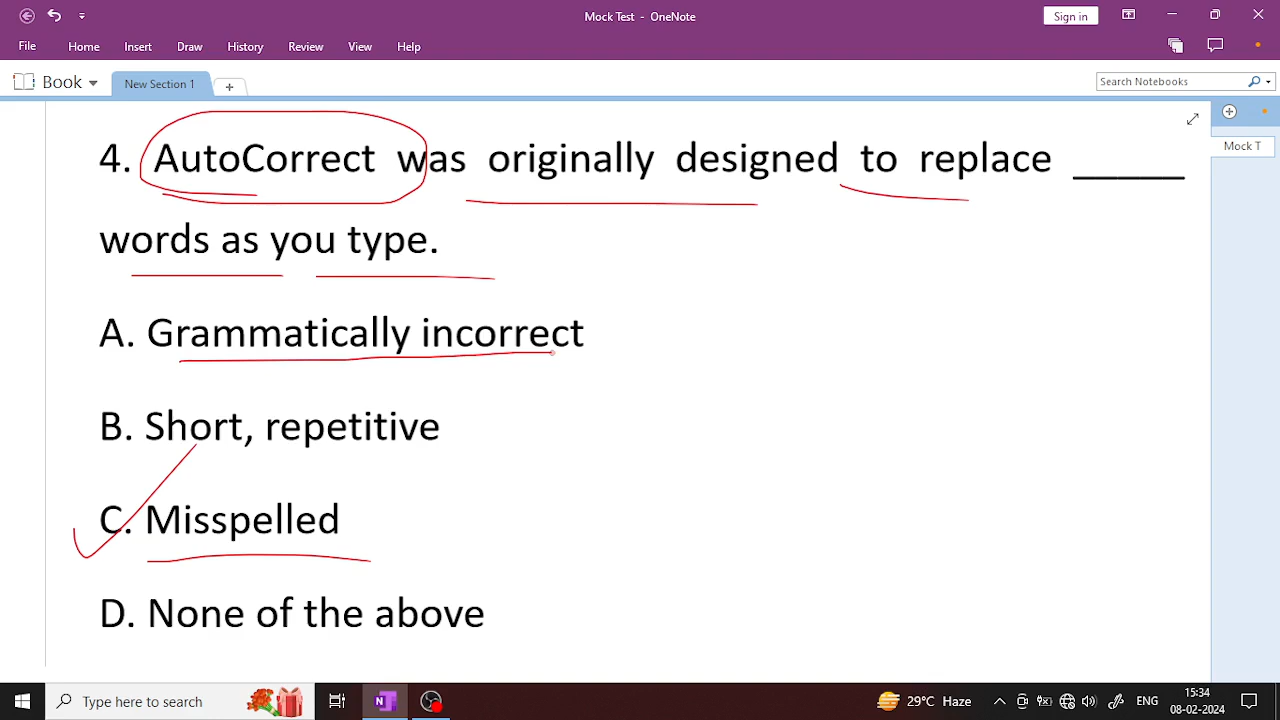 Mock Test - OneNote
Sign in
File Home Insert Draw History Review View Help
Book New Section 1 +
Search Notebooks
4. AutoCorrect was originally designed to replace _____
words as you type.
Mock T
A. Grammatically incorrect
B. Short, repetitive
C. Misspelled
D. None of the above
Type here to search
29°C Haze
ENG
15:34
08-02-2024